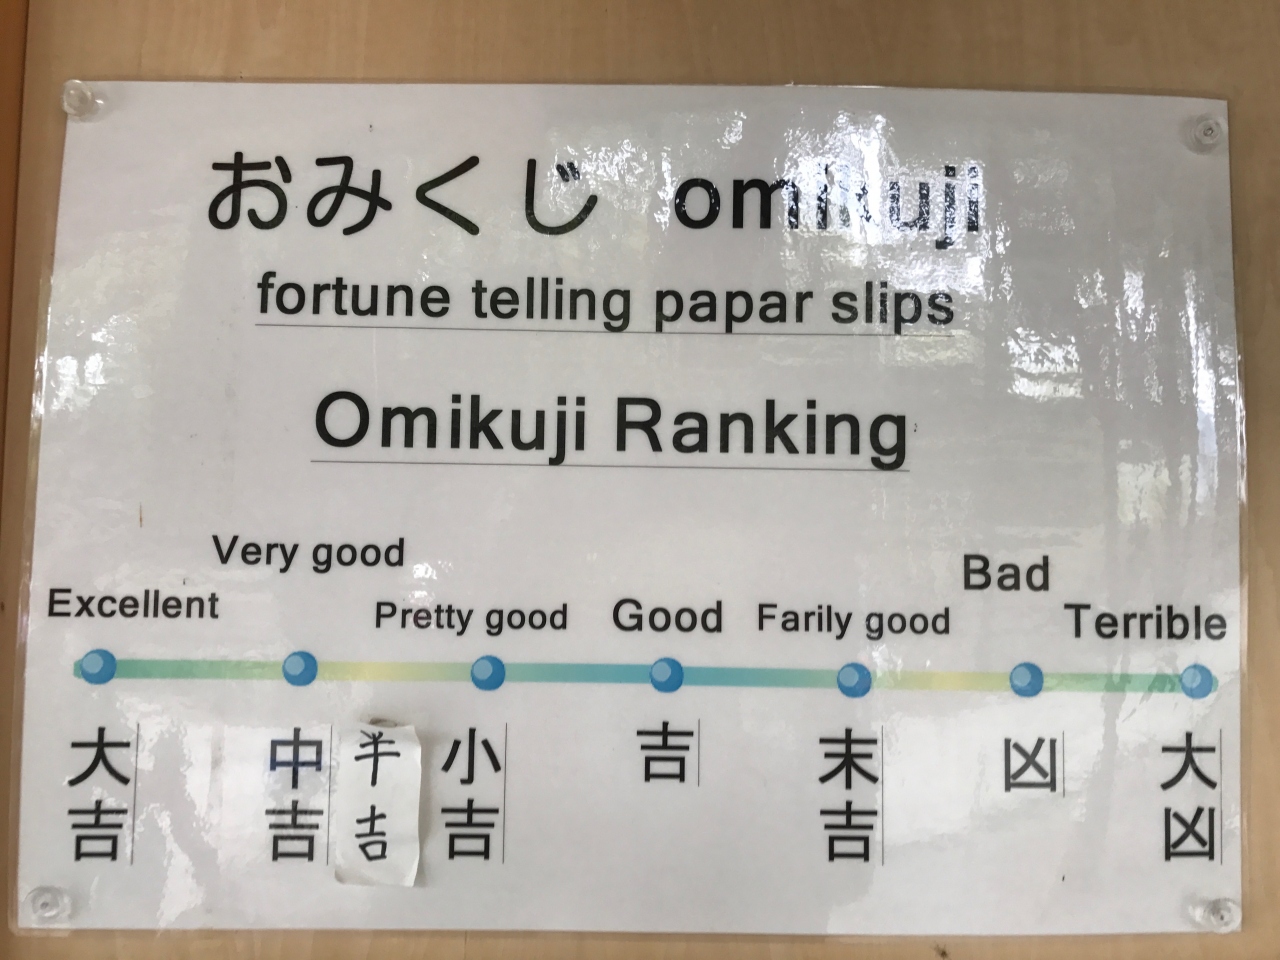 おみくじ omikuji
fortune telling papar slips
Omikuji Ranking
Excellent
Very good
Pretty good
Good
Farily good
Bad
Terrible
大吉
中吉
半吉
小吉
吉
末吉
凶
大凶